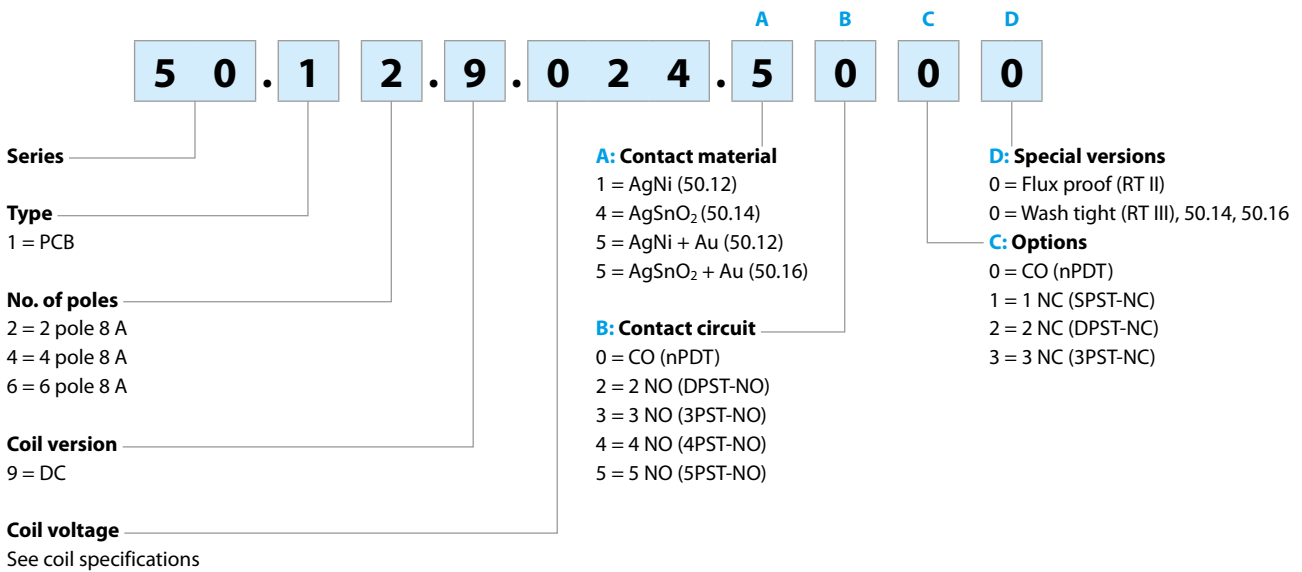 A B C D
5 0 . 1 2 . 9 . 0 2 4 . 5 0 0 0
Series
Type
1 = PCB
No. of poles
2 = 2 pole 8 A
4 = 4 pole 8 A
6 = 6 pole 8 A
Coil version
9 = DC
Coil voltage
See coil specifications
A: Contact material
1 = AgNi (50.12)
4 = AgSnO₂ (50.14)
5 = AgNi + Au (50.12)
5 = AgSnO₂ + Au (50.16)
B: Contact circuit
0 = CO (nPDT)
2 = 2 NO (DPST-NO)
3 = 3 NO (3PST-NO)
4 = 4 NO (4PST-NO)
5 = 5 NO (5PST-NO)
D: Special versions
0 = Flux proof (RT II)
0 = Wash tight (RT III), 50.14, 50.16
C: Options
0 = CO (nPDT)
1 = 1 NC (SPST-NC)
2 = 2 NC (DPST-NC)
3 = 3 NC (3PST-NC)